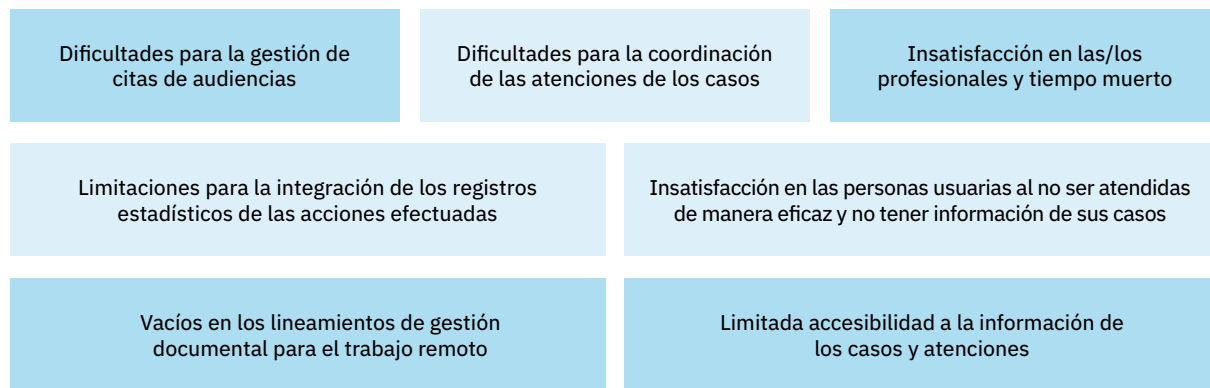 Dificultades para la gestión de
citas de audiencias
Dificultades para la coordinación
de las atenciones de los casos
Insatisfacción en las/los
profesionales y tiempo muerto
Limitaciones para la integración de los registros
estadísticos de las acciones efectuadas
Insatisfacción en las personas usuarias al no ser atendidas
de manera eficaz y no tener información de sus casos
Vacíos en los lineamientos de gestión
documental para el trabajo remoto
Limitada accesibilidad a la información de
los casos y atenciones